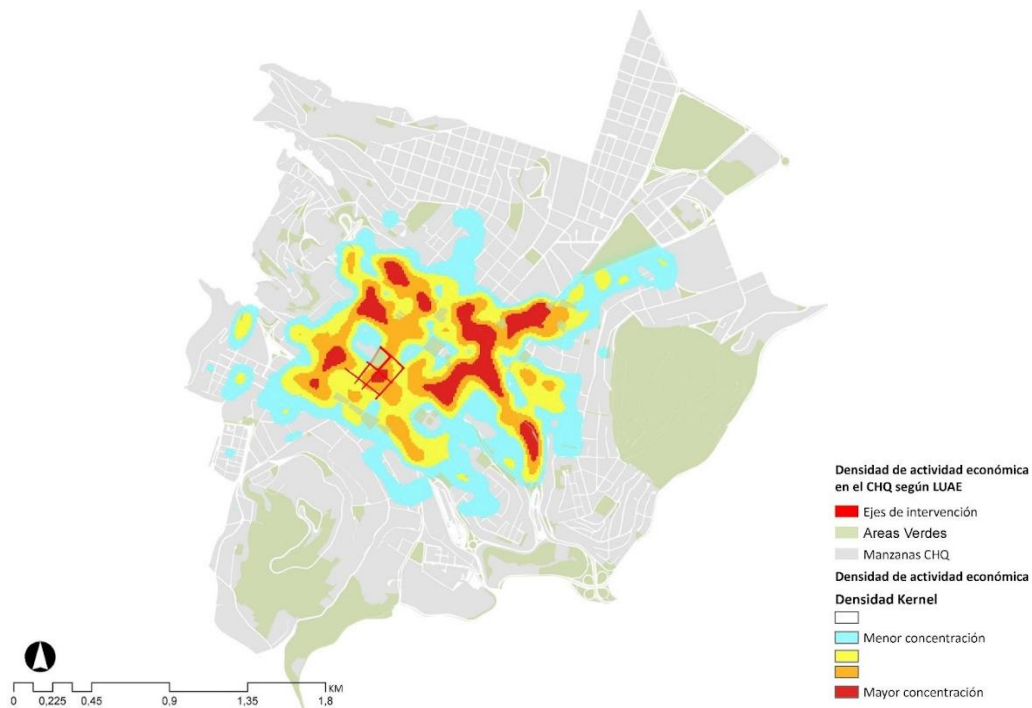 Densidad de actividad económica
en el CHQ según LUAE
Ejes de intervención
Areas Verdes
Manzanas CHQ
Densidad de actividad económica
Densidad Kernel
Menor concentración
Mayor concentración
KM
0 0,225 0,45 0,9 1,35 1,8